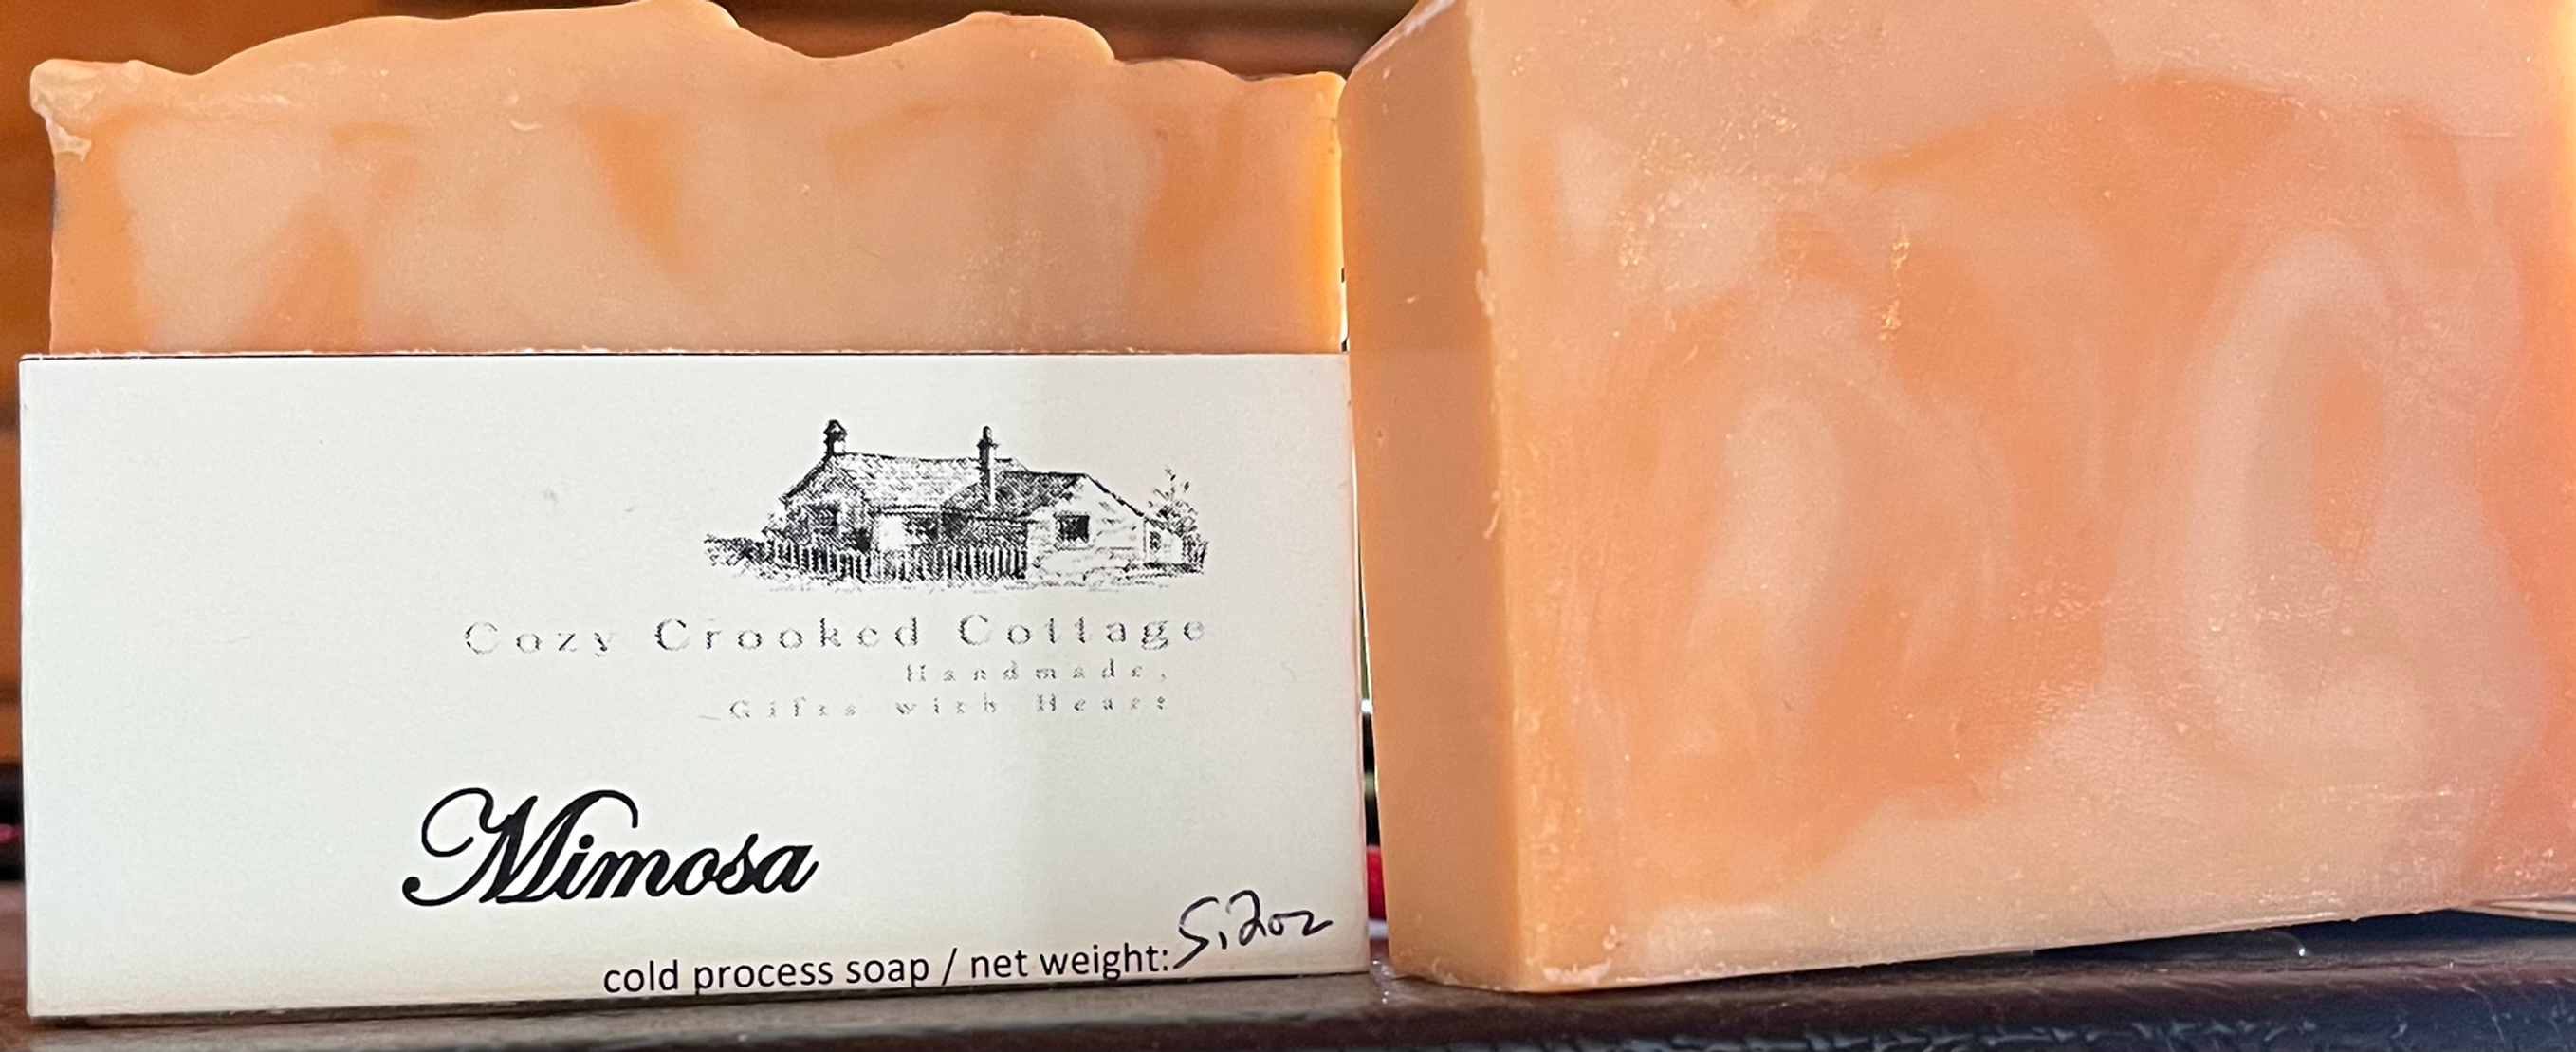 Cozy Crooked Cottage
Handmade,
Gifts with Heart
Mimosa
cold process soap / net weight: 5.2oz